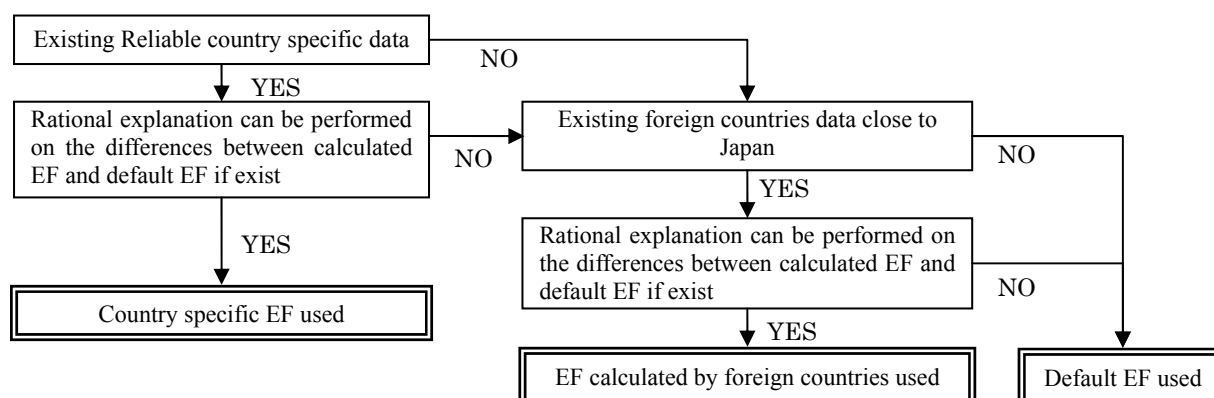 Existing Reliable country specific data
NO
YES
Rational explanation can be performed
on the differences between calculated
EF and default EF if exist
NO
Existing foreign countries data close to
Japan
NO
YES
YES
Rational explanation can be performed on
the differences between calculated EF and
default EF if exist
NO
Country specific EF used
YES
EF calculated by foreign countries used
Default EF used